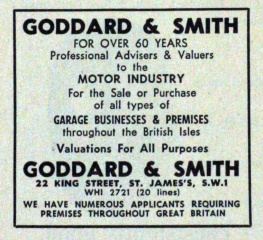 GODDARD & SMITH
FOR OVER 60 YEARS
Professional Advisers & Valuers
to the
MOTOR INDUSTRY
For the Sale or Purchase
of all types of
GARAGE BUSINESSES & PREMISES
throughout the British Isles
Valuations For All Purposes
GODDARD & SMITH
22 KING STREET, ST. JAMES'S, S.W.1
WHI 2721 (20 lines)
WE HAVE NUMEROUS APPLICANTS REQUIRING
PREMISES THROUGHOUT GREAT BRITAIN